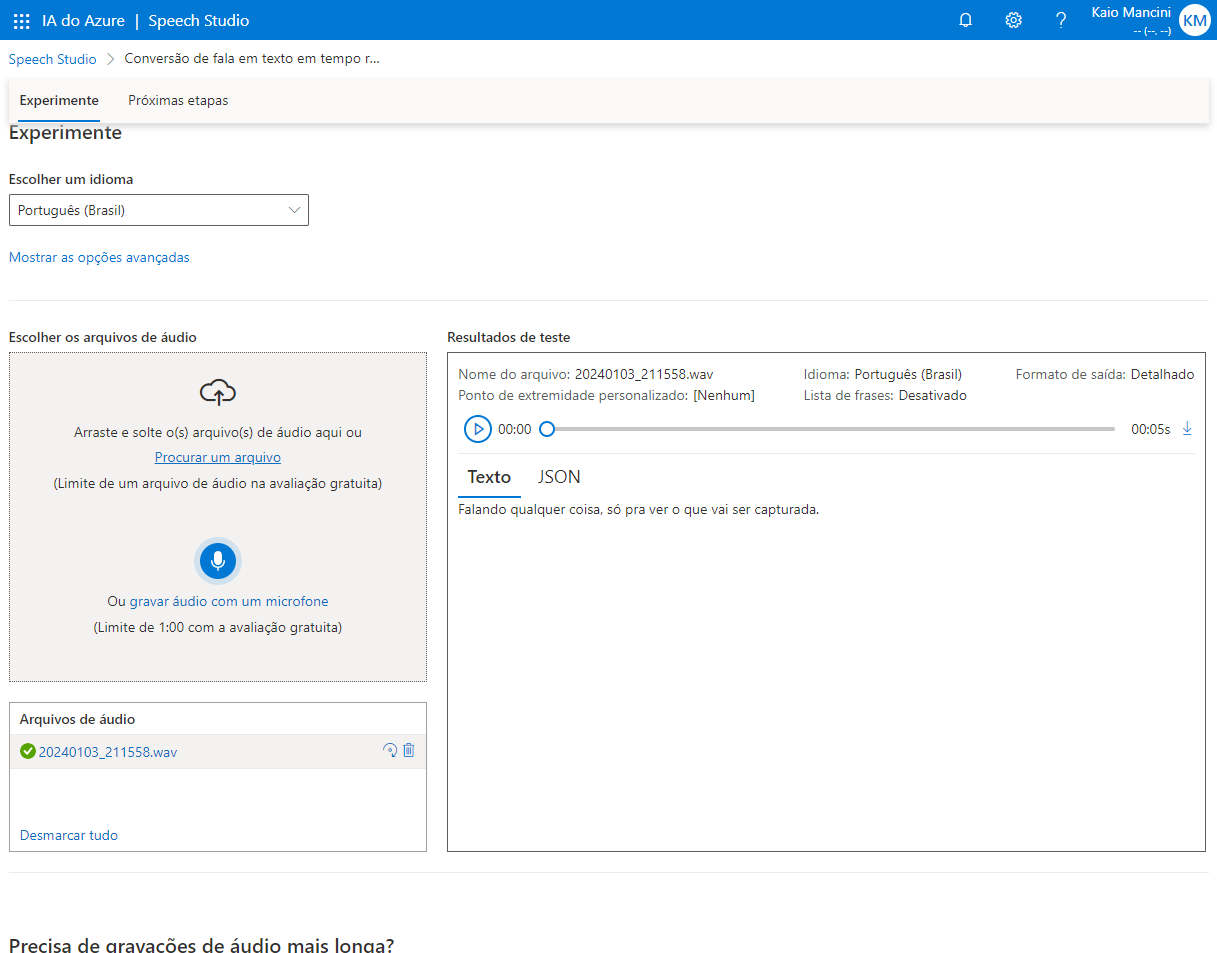 IA do Azure | Speech Studio
Kaio Mancini
-- (--, --)
KM
Speech Studio > Conversão de fala em texto em tempo r...
Experimente Próximas etapas
Experimente
Escolher um idioma
Português (Brasil)
Mostrar as opções avançadas
Escolher os arquivos de áudio
Arraste e solte o(s) arquivo(s) de áudio aqui ou
Procurar um arquivo
(Limite de um arquivo de áudio na avaliação gratuita)
Ou gravar áudio com um microfone
(Limite de 1:00 com a avaliação gratuita)
Arquivos de áudio
20240103_211558.wav
Desmarcar tudo
Resultados de teste
Nome do arquivo: 20240103_211558.wav Idioma: Português (Brasil) Formato de saída: Detalhado
Ponto de extremidade personalizado: [Nenhum] Lista de frases: Desativado
00:00 00:05s
Texto JSON
Falando qualquer coisa, só pra ver o que vai ser capturada.
Precisa de gravações de áudio mais longa?